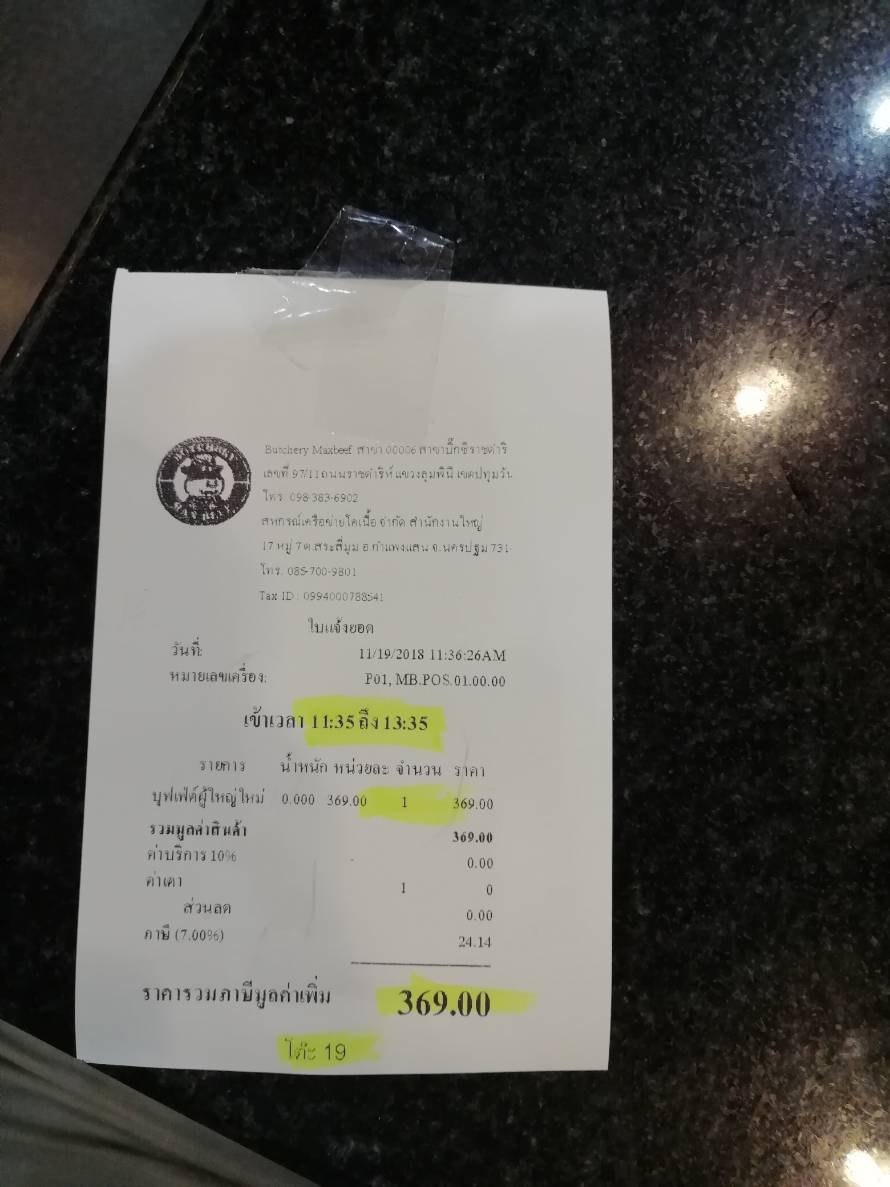 Butchery Maxbeef สาขา 00006 สาขาบิ๊กซีราชดำริ
เลขที่ 97/11 ถนนราชดำริห์ แขวงลุมพินี เขตปทุมวัน
โทร. 098-383-6902
สหกรณ์เครือข่ายโคเนื้อ จำกัด สำนักงานใหญ่
17 หมู่ 7 ต.สระสี่มุม อ.กำแพงแสน จ.นครปฐม 731
โทร. 085-700-9801
Tax ID : 0994000788541
ใบแจ้งยอด
วันที่: 11/19/2018 11:36:26AM
หมายเลขเครื่อง: P01, MB.POS.01.00.00
เข้าเวลา 11:35 ถึง 13:35
รายการ น้ำหนัก หน่วยละ จำนวน ราคา
บุฟเฟ่ต์ผู้ใหญ่ใหม่ 0.000 369.00 1 369.00
รวมมูลค่าสินค้า 369.00
ค่าบริการ 10% - 0.00
ค่าเตา 1 0
ส่วนลด 0.00
ภาษี (7.00%) 24.14
ราคารวมภาษีมูลค่าเพิ่ม 369.00
โต๊ะ 19